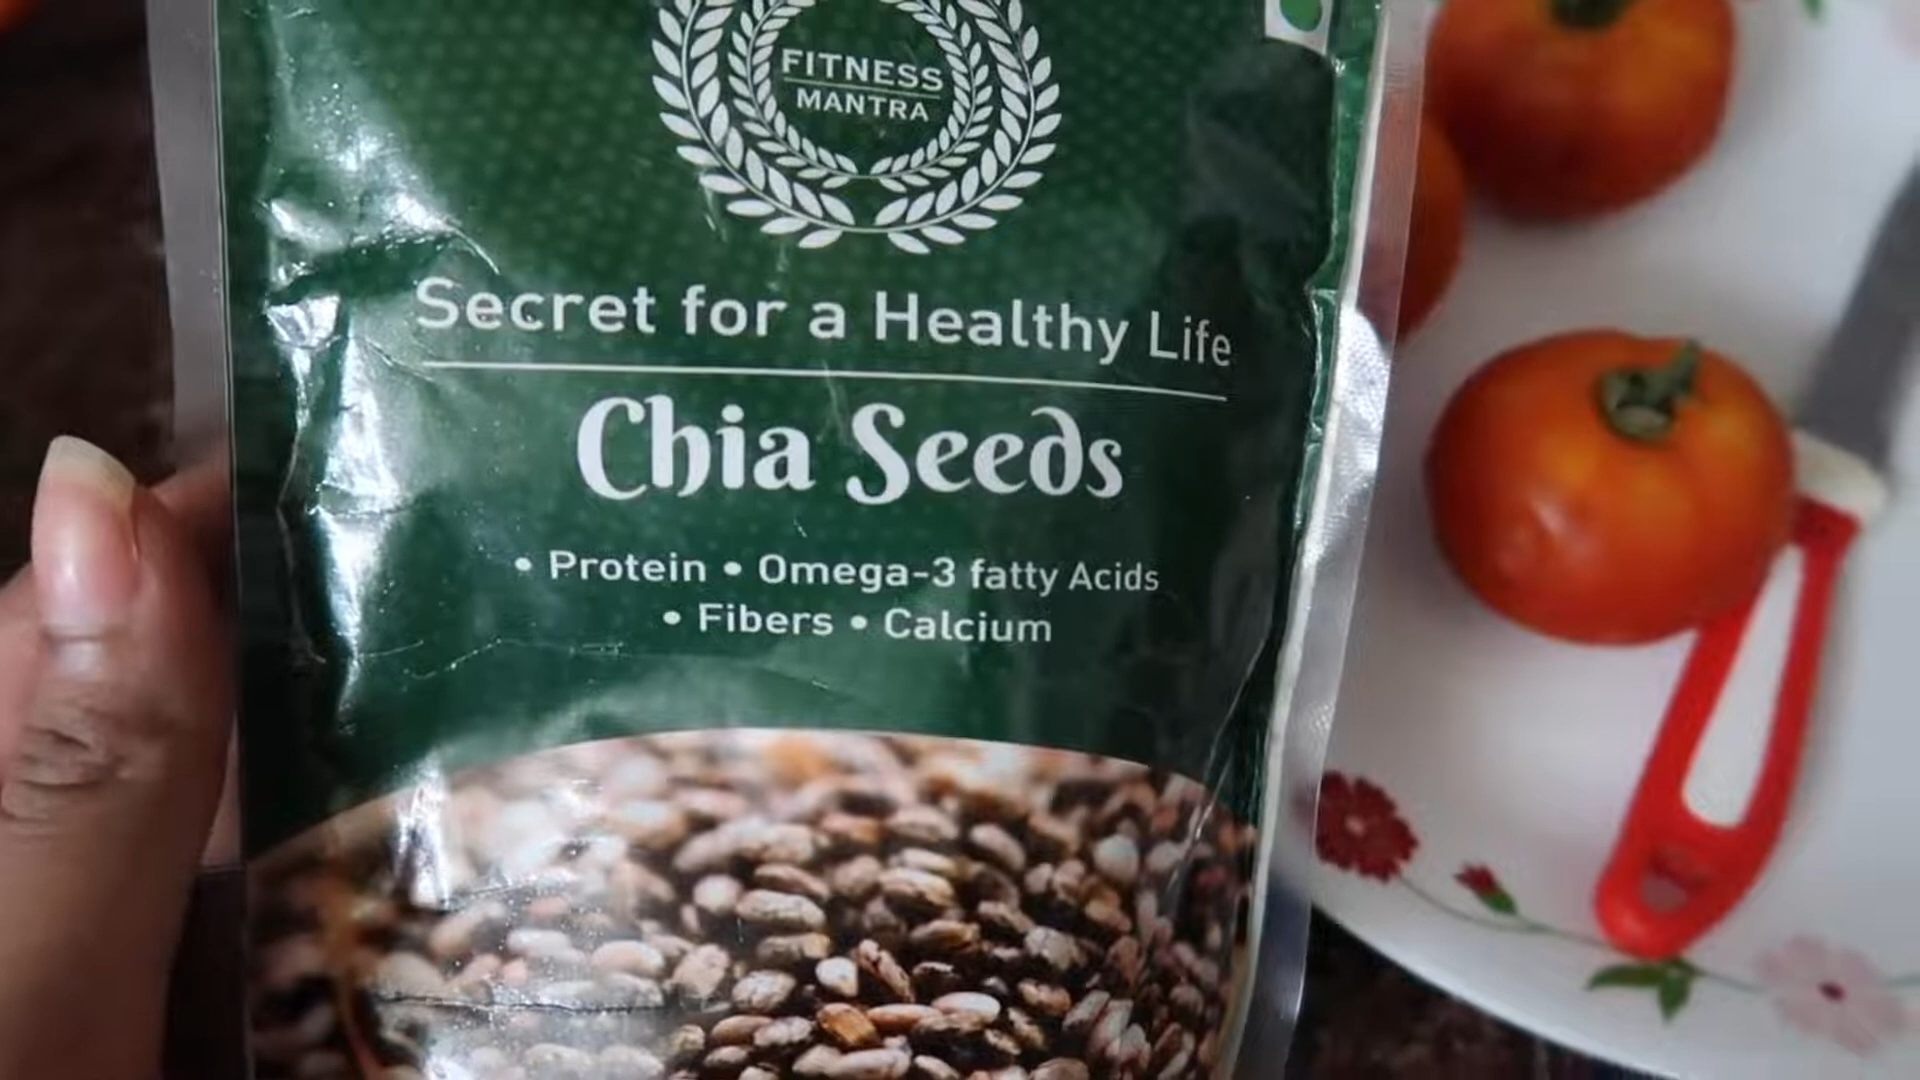 FITNESS
MANTRA
Secret for a Healthy Life
Chia Seeds
• Protein • Omega-3 fatty Acids
• Fibers • Calcium